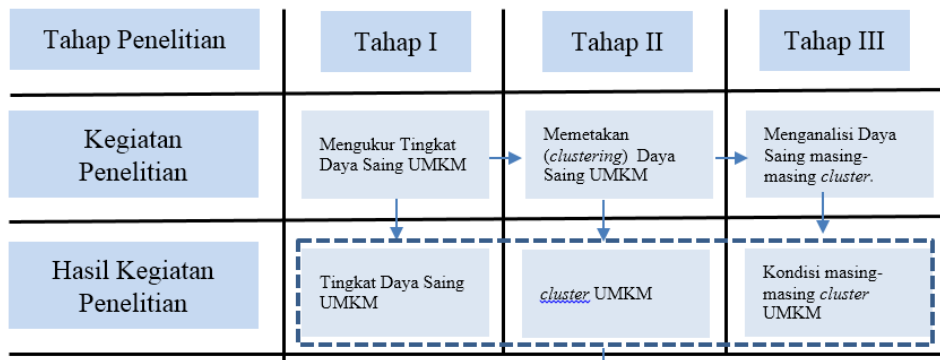 Tahap Penelitian
Tahap I
Tahap II
Tahap III
Kegiatan
Penelitian
Mengukur Tingkat
Daya Saing UMKM
Memetakan
(clustering) Daya
Saing UMKM
Menganalisi Daya
Saing masing-
masing cluster.
Hasil Kegiatan
Penelitian
Tingkat Daya Saing
UMKM
cluster UMKM
Kondisi masing-
masing cluster
UMKM